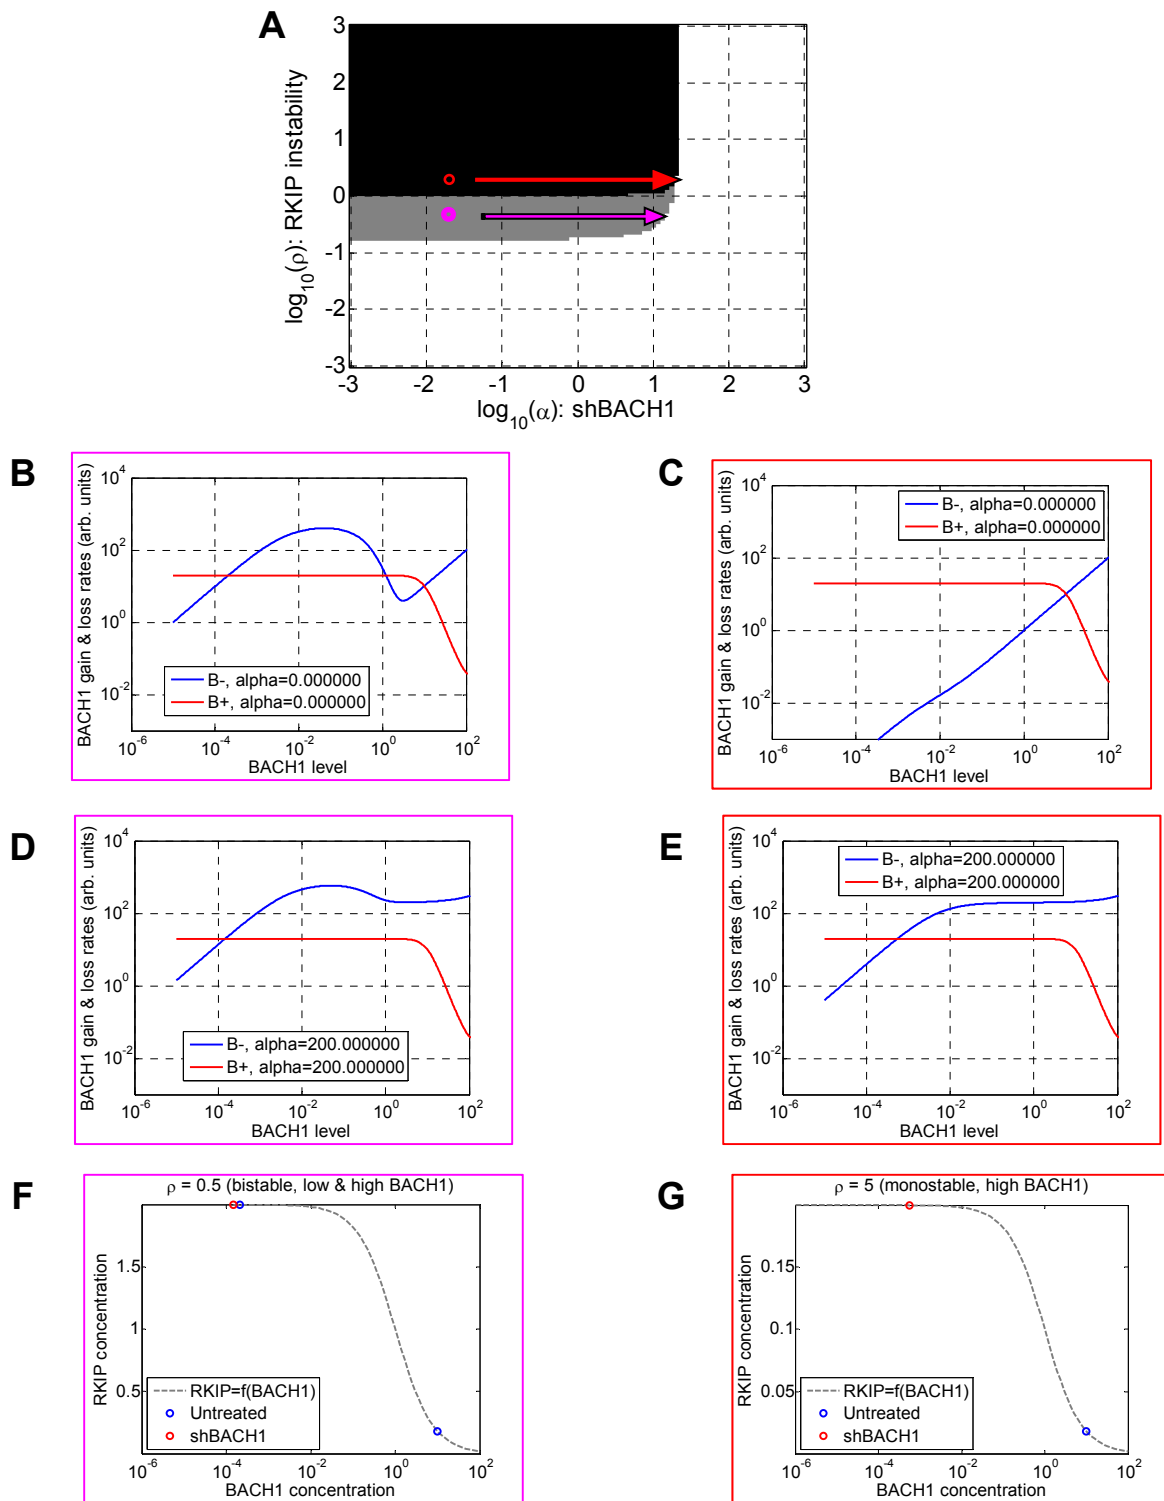 A
log10(ρ): RKIP instability
3
2
1
0
-1
-2
-3
-3 -2 -1 0 1 2 3
log10(α): shBACH1
B
BACH1 gain & loss rates (arb. units)
10^4
10^2
10^0
10^-2
B-, alpha=0.000000
B+, alpha=0.000000
10^-6 10^-4 10^-2 10^0 10^2
BACH1 level
C
BACH1 gain & loss rates (arb. units)
10^4
10^2
10^0
10^-2
B-, alpha=0.000000
B+, alpha=0.000000
10^-6 10^-4 10^-2 10^0 10^2
BACH1 level
D
BACH1 gain & loss rates (arb. units)
10^4
10^2
10^0
10^-2
B-, alpha=200.000000
B+, alpha=200.000000
10^-6 10^-4 10^-2 10^0 10^2
BACH1 level
E
BACH1 gain & loss rates (arb. units)
10^4
10^2
10^0
10^-2
B-, alpha=200.000000
B+, alpha=200.000000
10^-6 10^-4 10^-2 10^0 10^2
BACH1 level
F
ρ = 0.5 (bistable, low & high BACH1)
RKIP concentration
1.5
1
0.5
RKIP=f(BACH1)
Untreated
shBACH1
10^-6 10^-4 10^-2 10^0 10^2
BACH1 concentration
G
ρ = 5 (monostable, high BACH1)
RKIP concentration
0.15
0.1
0.05
RKIP=f(BACH1)
Untreated
shBACH1
10^-6 10^-4 10^-2 10^0 10^2
BACH1 concentration